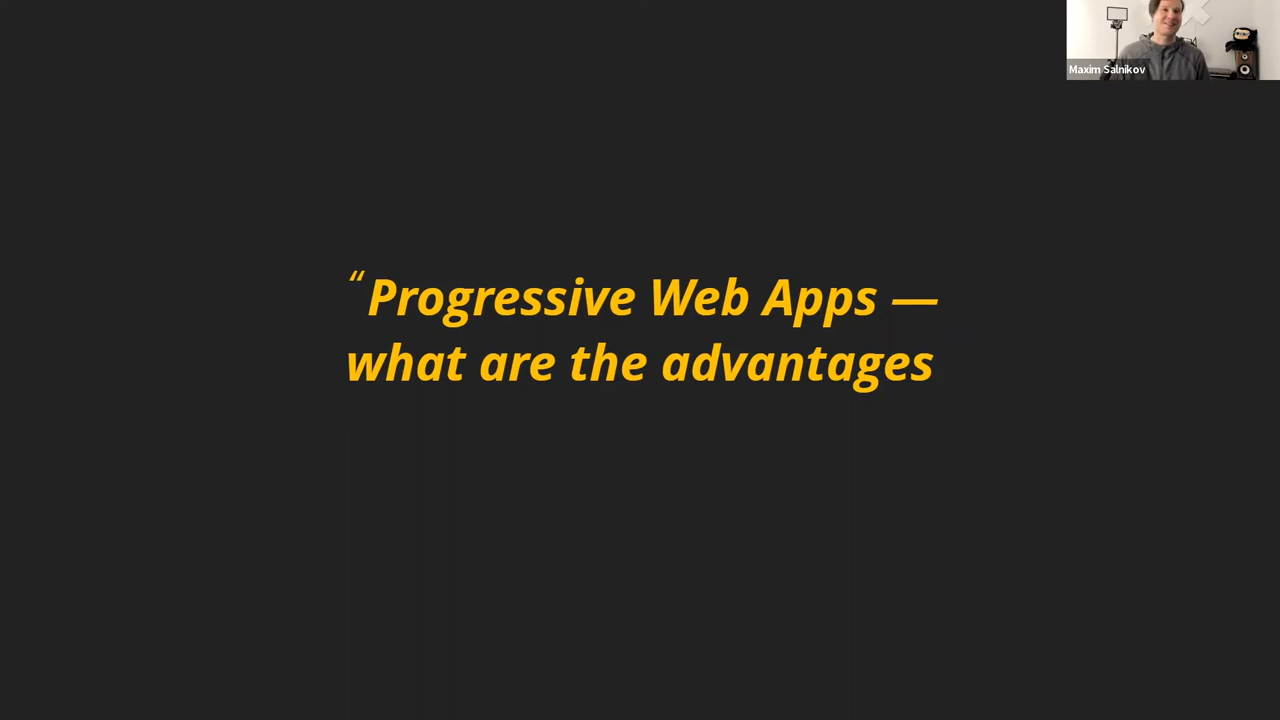 Maxim Salnikov
“Progressive Web Apps —
what are the advantages